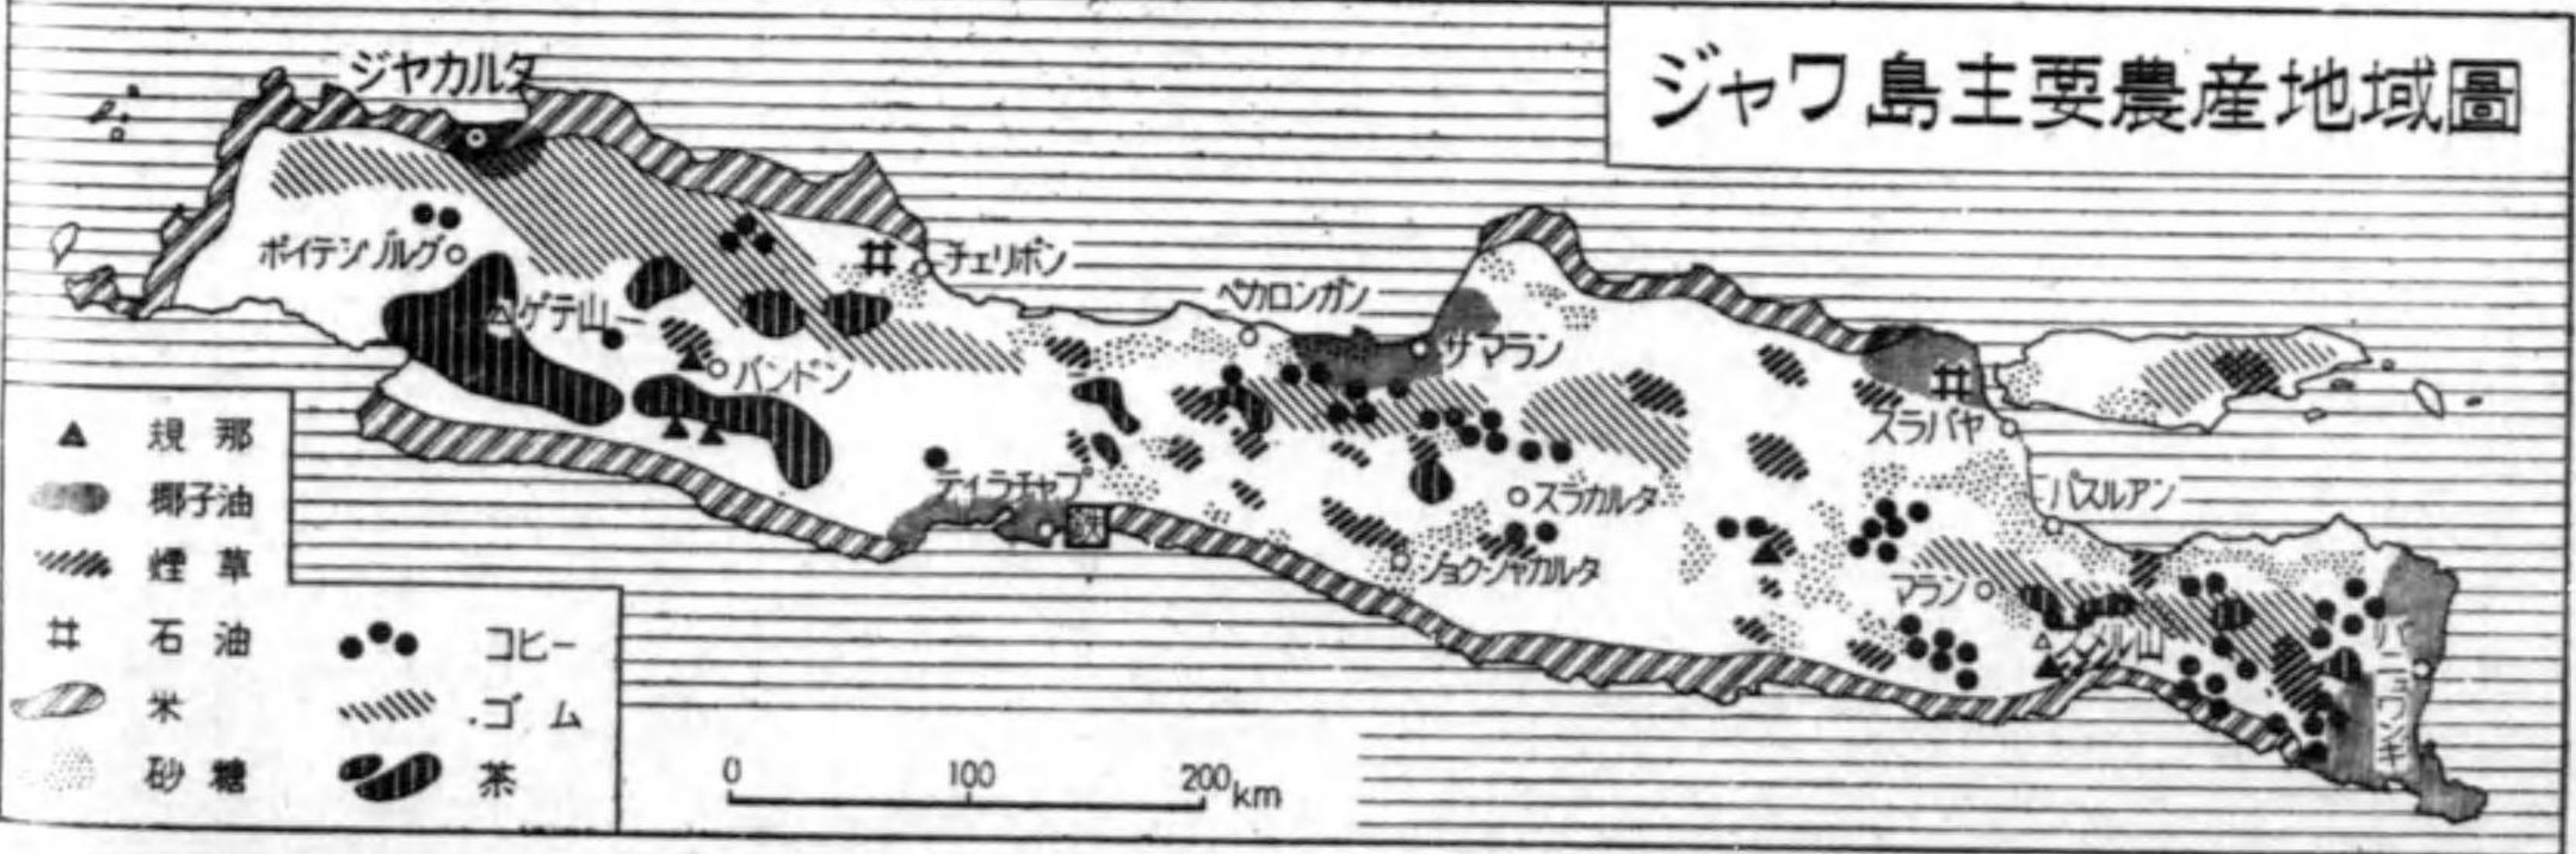 ジャワ島主要農産地域圖
ジヤカルタ
ボイテンゾルグ
チェリボン
ゲデ山
バンドン
ペカロンガン
サマラン
スラバヤ
ティラチャプ
鉄
スラカルタ
ジョクジャカルタ
パスルアン
マラン
スメル山
バニュワンギ
規那
椰子油
煙草
石油
米
砂糖
コヒー
ゴム
茶
0 100 200km